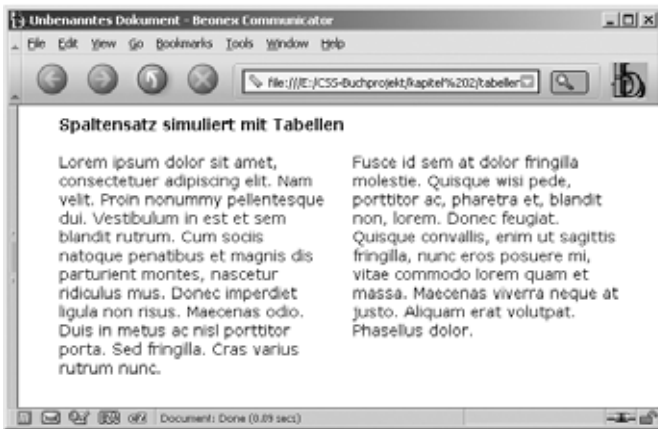 Unbenanntes Dokument - Beonex Communicator
File Edit View Go Bookmarks Tools Window Help
file:///E:/CSS-Buchprojekt/kapitel%202/tabellen
Spaltensatz simuliert mit Tabellen
Lorem ipsum dolor sit amet,
consectetuer adipiscing elit. Nam
velit. Proin nonummy pellentesque
dui. Vestibulum in est et sem
blandit rutrum. Cum sociis
natoque penatibus et magnis dis
parturient montes, nascetur
ridiculus mus. Donec imperdiet
ligula non risus. Maecenas odio.
Duis in metus ac nisl porttitor
porta. Sed fringilla. Cras varius
rutrum nunc.
Fusce id sem at dolor fringilla
molestie. Quisque wisi pede,
porttitor ac, pharetra et, blandit
non, lorem. Donec feugiat.
Quisque convallis, enim ut sagittis
fringilla, nunc eros posuere mi,
vitae commodo lorem quam et
massa. Maecenas viverra neque at
justo. Aliquam erat volutpat.
Phasellus dolor.
Document: Done (0.09 secs)